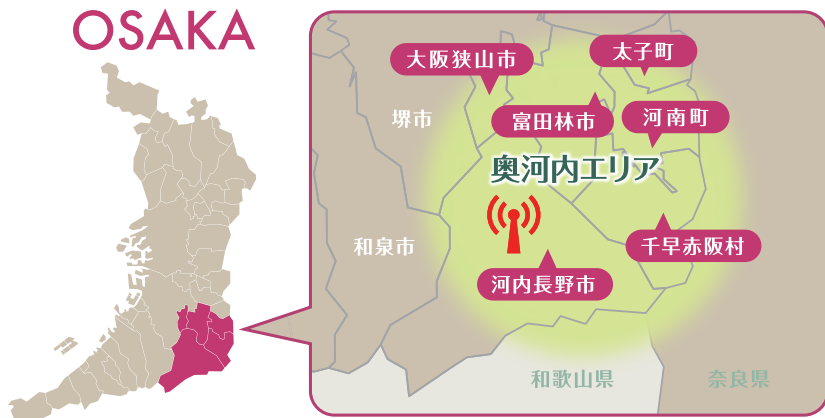 OSAKA
大阪狭山市
太子町
堺市
富田林市
河南町
奥河内エリア
和泉市
千早赤阪村
河内長野市
和歌山県
奈良県